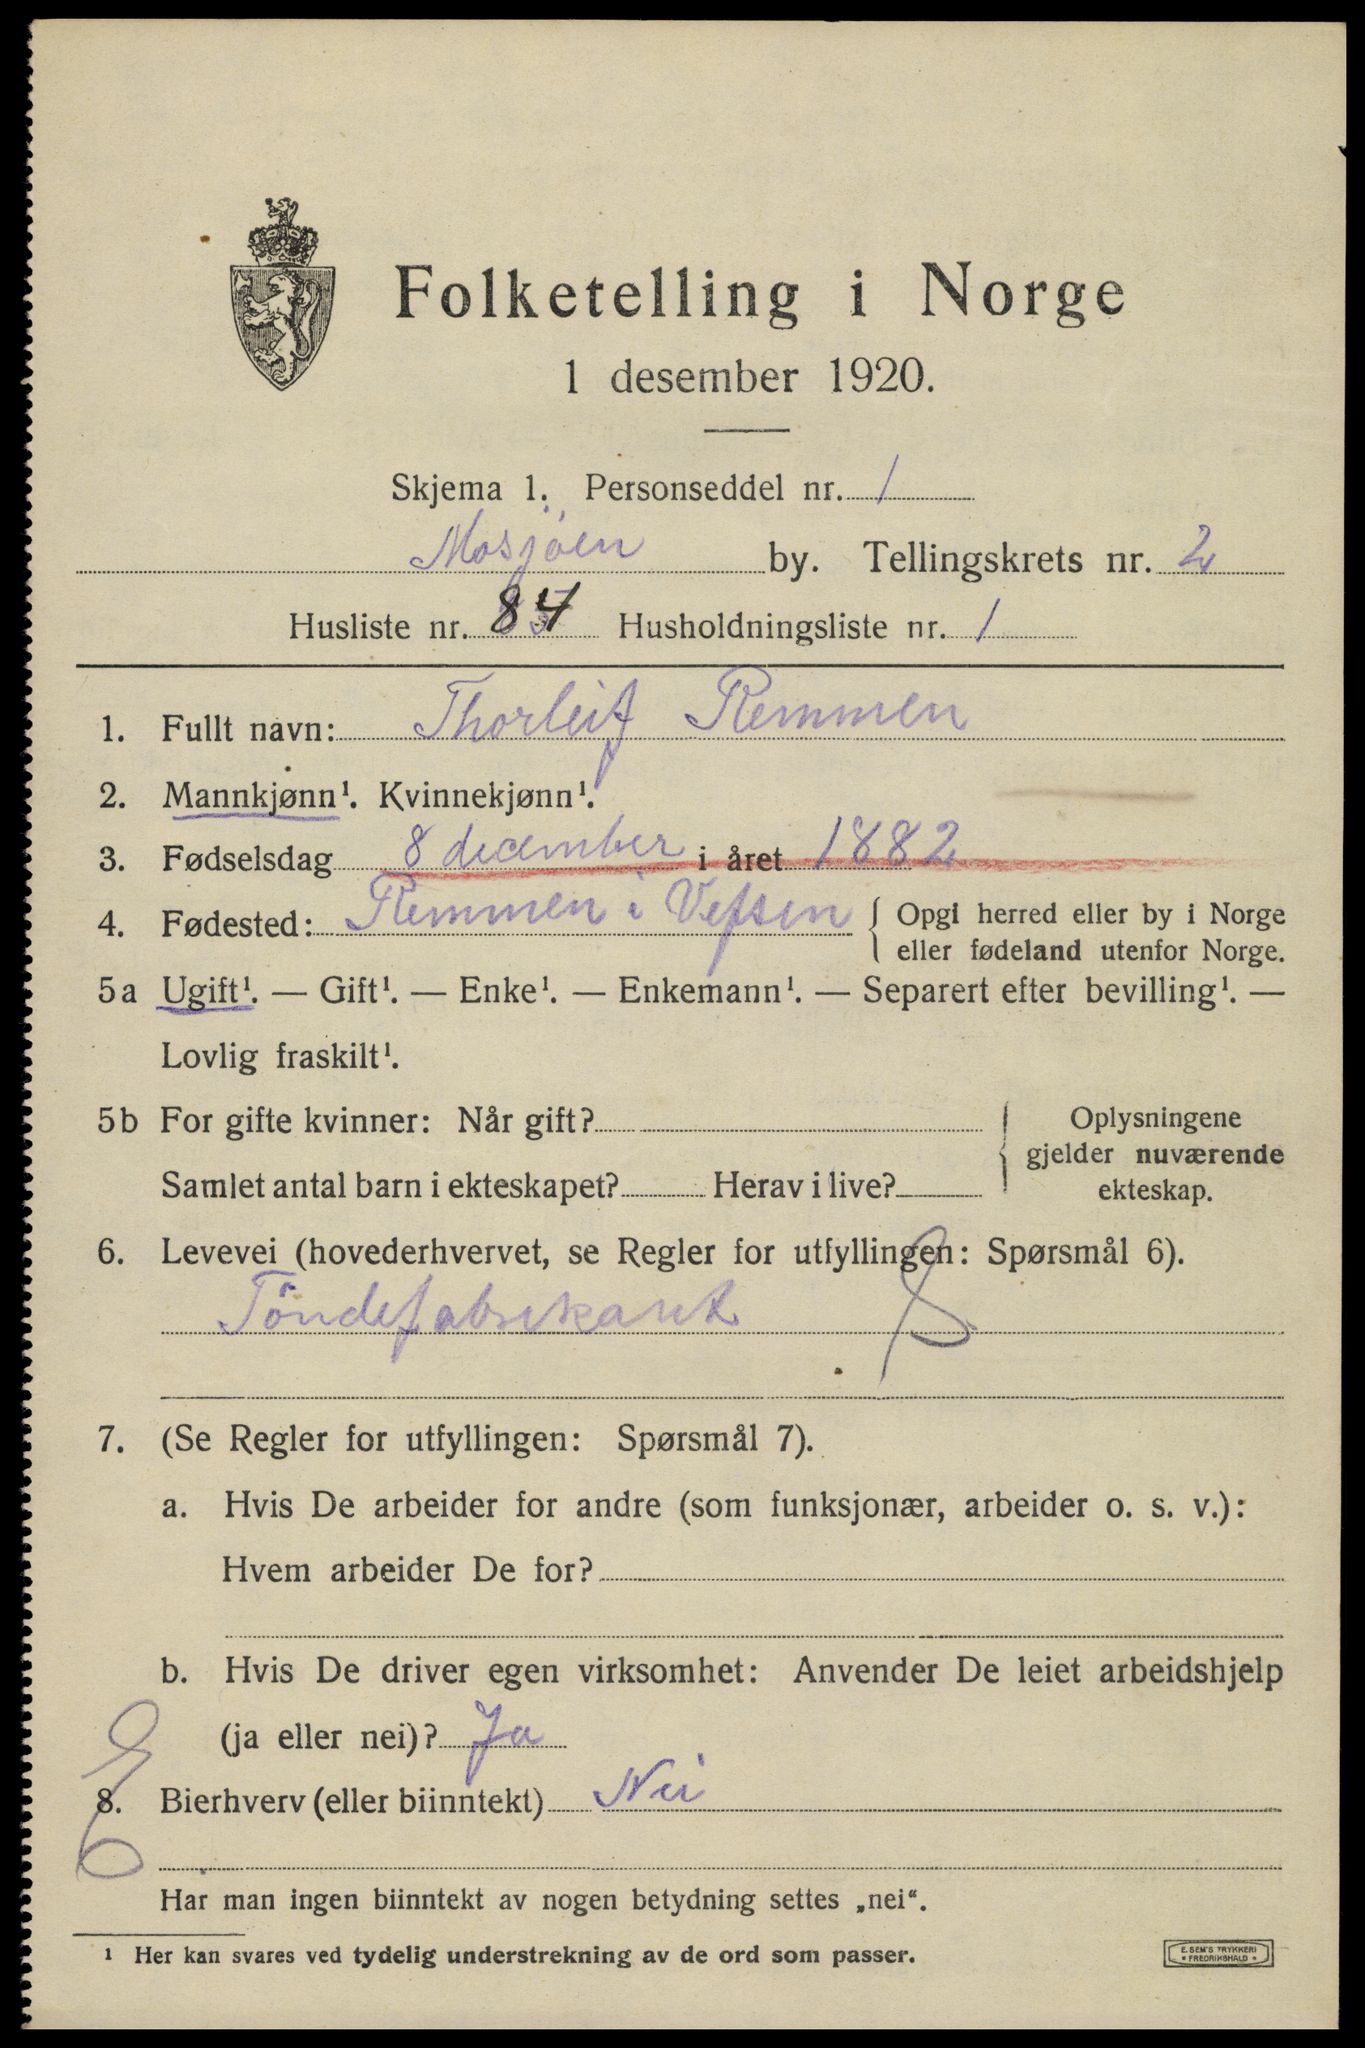 Folketelling i Norge
1 desember 1920.
Skjema 1. Personseddel nr. 1
Mosjöen by. Tellingskrets nr. 2
Husliste nr. 84 Husholdningsliste nr. 1
1. Fullt navn: Thorleif Remmen
2. Mannkjønn¹. Kvinnekjønn¹.
3. Fødselsdag 8 december i året 1882
4. Fødested: Remmen i Vefsen { Opgi herred eller by i Norge
eller fødeland utenfor Norge.
5a Ugift¹. — Gift¹. — Enke¹. — Enkemann¹. — Separert efter bevilling¹. —
Lovlig fraskilt¹.
5b For gifte kvinner: Når gift? { Oplysningene
gjelder nuværende
Samlet antal barn i ekteskapet? Herav i live? ekteskap.
6. Levevei (hovederhvervet, se Regler for utfyllingen: Spørsmål 6).
Töndefabrikant
7. (Se Regler for utfyllingen: Spørsmål 7).
a. Hvis De arbeider for andre (som funksjonær, arbeider o. s. v.):
Hvem arbeider De for?
b. Hvis De driver egen virksomhet: Anvender De leiet arbeidshjelp
(ja eller nei)? Ja
8. Bierhverv (eller biinntekt) Nei
Har man ingen biinntekt av nogen betydning settes „nei“.
¹ Her kan svares ved tydelig understrekning av de ord som passer.
E. SEM'S TRYKKERI
FREDRIKSHALD